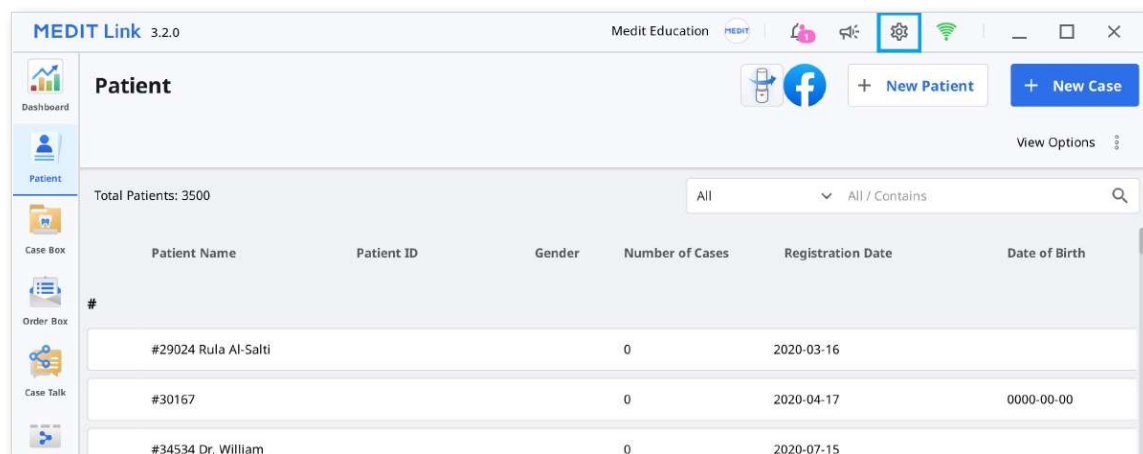 MEDIT Link 3.2.0
Medit Education MEDIT 1
Dashboard
Patient
Case Box
Order Box
Case Talk
Patient
+ New Patient
+ New Case
View Options
Total Patients: 3500
All
All / Contains
Patient Name Patient ID Gender Number of Cases Registration Date Date of Birth
#
#29024 Rula Al-Salti 0 2020-03-16
#30167 0 2020-04-17 0000-00-00
#34534 Dr. William 0 2020-07-15